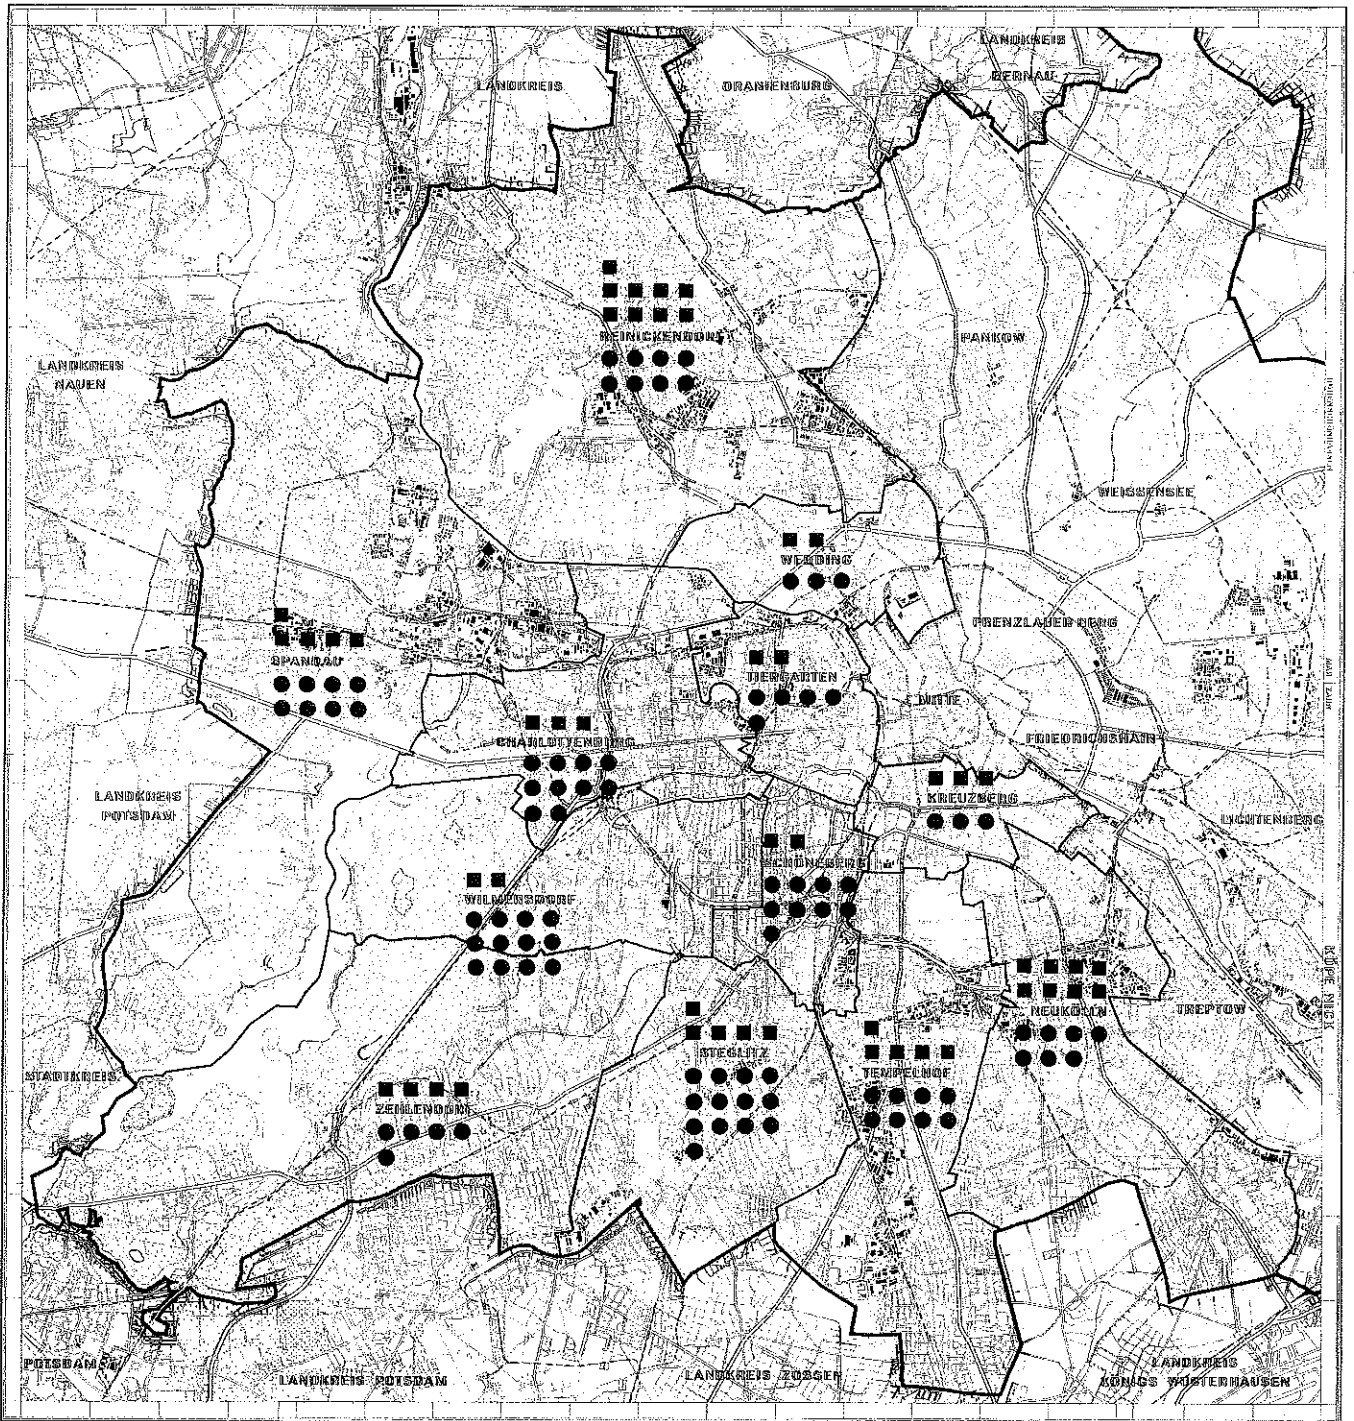 LANDKREIS
BERNAU
LANDKREIS
ORANIENBURG
REINICKENDORF
PANKOW
LANDKREIS
NAUEN
WEISSENSEE
WEDDING
PRENZLAUER BERG
SPANDAU
TIERGARTEN
MITTE
CHARLOTTENBURG
FRIEDRICHSHAIN
LANDKREIS
POTSDAM
KREUZBERG
LICHTENBERG
SCHÖNEBERG
WILMERSDORF
KÖPENICK
NEUKÖLLN
TREPTOW
STEGLITZ
TEMPELHOF
STADTKREIS
ZEHLENDORF
POTSDAM
LANDKREIS POTSDAM
LANDKREIS ZOSSEN
LANDKREIS
KÖNIGS WUSTERHAUSEN